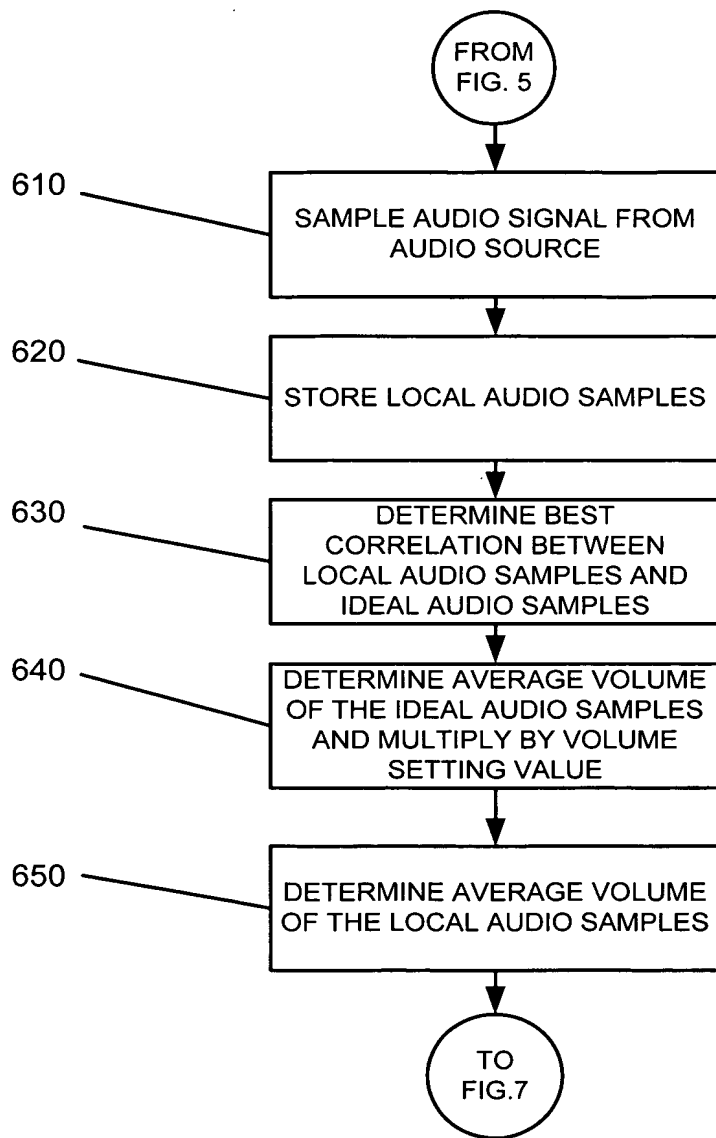 FROM
FIG. 5
610
SAMPLE AUDIO SIGNAL FROM
AUDIO SOURCE
620
STORE LOCAL AUDIO SAMPLES
630
DETERMINE BEST
CORRELATION BETWEEN
LOCAL AUDIO SAMPLES AND
IDEAL AUDIO SAMPLES
640
DETERMINE AVERAGE VOLUME
OF THE IDEAL AUDIO SAMPLES
AND MULTIPLY BY VOLUME
SETTING VALUE
650
DETERMINE AVERAGE VOLUME
OF THE LOCAL AUDIO SAMPLES
TO
FIG.7